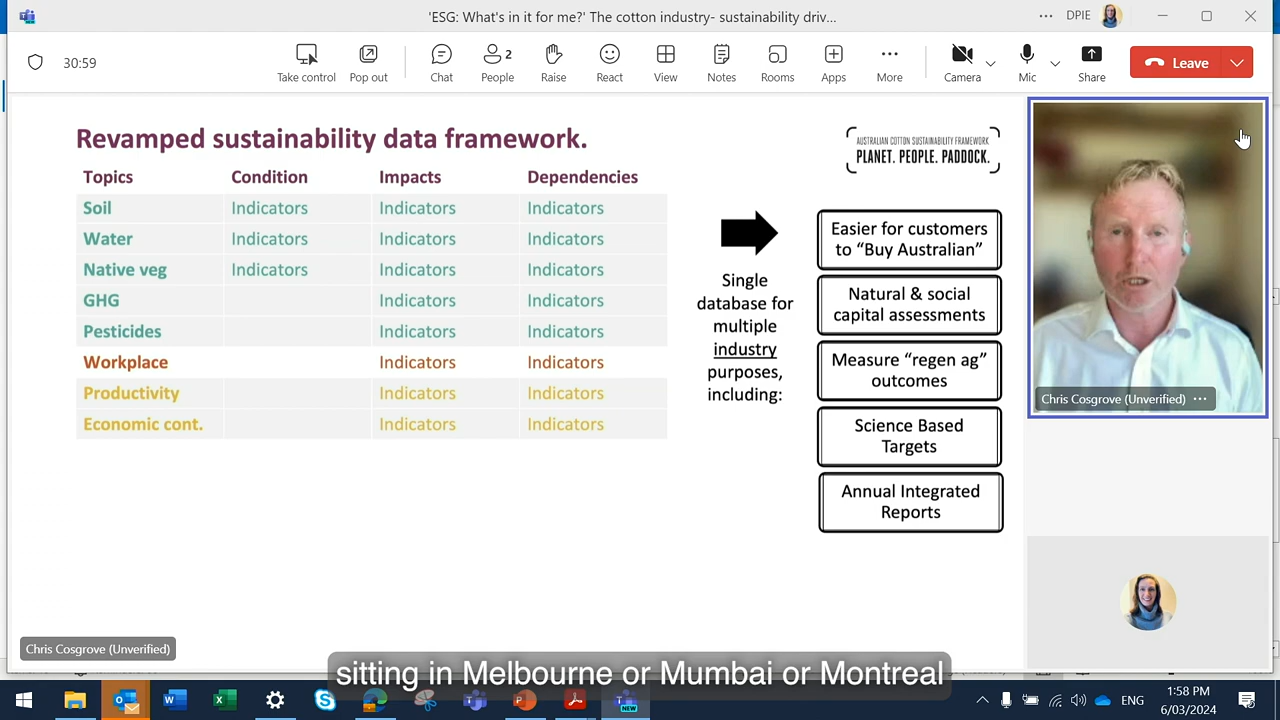 'ESG: What's in it for me?' The cotton industry- sustainability driv...
DPIE
30:59
Take control
Pop out
Chat
2
People
Raise
React
View
Notes
Rooms
Apps
More
Camera
Mic
Share
Leave
Revamped sustainability data framework.
Topics Condition Impacts Dependencies
Soil Indicators Indicators Indicators
Water Indicators Indicators Indicators
Native veg Indicators Indicators Indicators
GHG Indicators Indicators
Pesticides Indicators Indicators
Workplace Indicators Indicators
Productivity Indicators Indicators
Economic cont. Indicators Indicators
AUSTRALIAN COTTON SUSTAINABILITY FRAMEWORK
PLANET. PEOPLE. PADDOCK.
Single
database for
multiple
industry
purposes,
including:
Easier for customers
to “Buy Australian”
Natural & social
capital assessments
Measure “regen ag”
outcomes
Science Based
Targets
Annual Integrated
Reports
Chris Cosgrove (Unverified)
Chris Cosgrove (Unverified)
sitting in Melbourne or Mumbai or Montreal
NEW
ENG
1:58 PM
6/03/2024